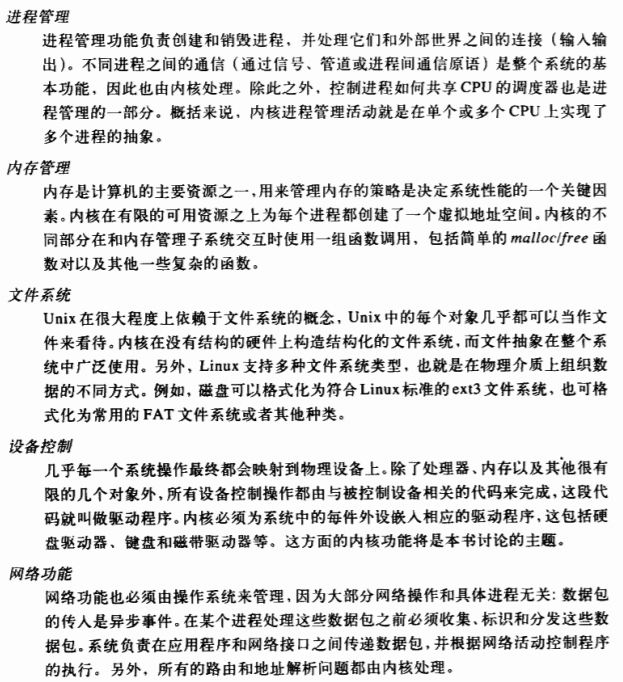 进程管理
进程管理功能负责创建和销毁进程，并处理它们和外部世界之间的连接（输入输
出）。不同进程之间的通信（通过信号、管道或进程间通信原语）是整个系统的基
本功能，因此也由内核处理。除此之外，控制进程如何共享CPU的调度器也是进
程管理的一部分。概括来说，内核进程管理活动就是在单个或多个CPU上实现了
多个进程的抽象。
内存管理
内存是计算机的主要资源之一，用来管理内存的策略是决定系统性能的一个关键因
素。内核在有限的可用资源之上为每个进程都创建了一个虚拟地址空间。内核的不
同部分在和内存管理子系统交互时使用一组函数调用，包括简单的malloc/free函
数对以及其他一些复杂的函数。
文件系统
Unix在很大程度上依赖于文件系统的概念，Unix中的每个对象几乎都可以当作文
件来看待。内核在没有结构的硬件上构造结构化的文件系统，而文件抽象在整个系
统中广泛使用。另外，Linux支持多种文件系统类型，也就是在物理介质上组织数
据的不同方式。例如，磁盘可以格式化为符合Linux标准的ext3文件系统，也可格
式化为常用的FAT文件系统或者其他种类。
设备控制
几乎每一个系统操作最终都会映射到物理设备上。除了处理器、内存以及其他很有
限的几个对象外，所有设备控制操作都由与被控制设备相关的代码来完成，这段代
码就叫做驱动程序。内核必须为系统中的每件外设嵌入相应的驱动程序，这包括硬
盘驱动器、键盘和磁带驱动器等。这方面的内核功能将是本书讨论的主题。
网络功能
网络功能也必须由操作系统来管理，因为大部分网络操作和具体进程无关：数据包
的传入是异步事件。在某个进程处理这些数据包之前必须收集、标识和分发这些数
据包。系统负责在应用程序和网络接口之间传递数据包，并根据网络活动控制程序
的执行。另外，所有的路由和地址解析问题都由内核处理。